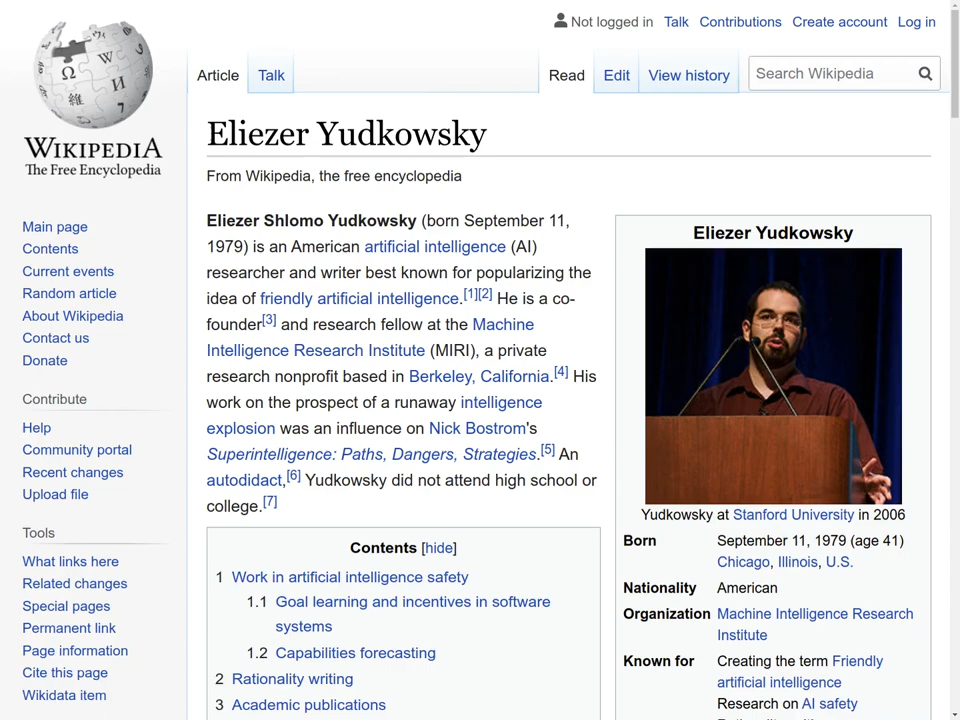 Not logged in Talk Contributions Create account Log in
Article Talk Read Edit View history Search Wikipedia
WIKIPEDIA
The Free Encyclopedia
Main page
Contents
Current events
Random article
About Wikipedia
Contact us
Donate
Contribute
Help
Community portal
Recent changes
Upload file
Tools
What links here
Related changes
Special pages
Permanent link
Page information
Cite this page
Wikidata item
Eliezer Yudkowsky
From Wikipedia, the free encyclopedia
Eliezer Shlomo Yudkowsky (born September 11,
1979) is an American artificial intelligence (AI)
researcher and writer best known for popularizing the
idea of friendly artificial intelligence.[1][2] He is a co-
founder[3] and research fellow at the Machine
Intelligence Research Institute (MIRI), a private
research nonprofit based in Berkeley, California.[4] His
work on the prospect of a runaway intelligence
explosion was an influence on Nick Bostrom's
Superintelligence: Paths, Dangers, Strategies.[5] An
autodidact,[6] Yudkowsky did not attend high school or
college.[7]
Contents [hide]
1 Work in artificial intelligence safety
1.1 Goal learning and incentives in software
systems
1.2 Capabilities forecasting
2 Rationality writing
3 Academic publications
Eliezer Yudkowsky
Yudkowsky at Stanford University in 2006
Born September 11, 1979 (age 41)
Chicago, Illinois, U.S.
Nationality American
Organization Machine Intelligence Research
Institute
Known for Creating the term Friendly
artificial intelligence
Research on AI safety